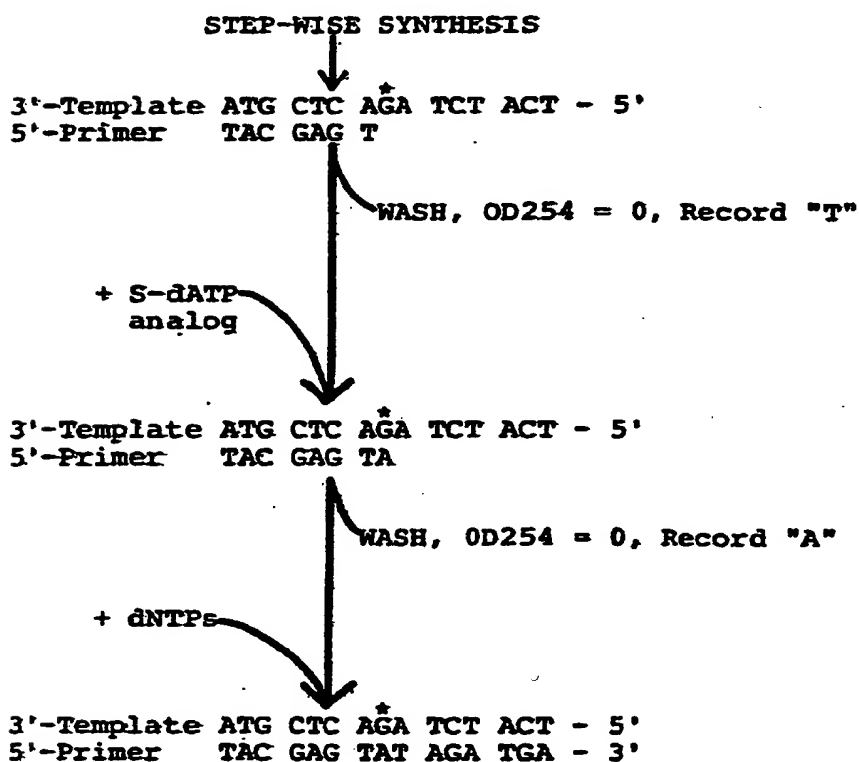 STEP-WISE SYNTHESIS
*
3'-Template ATG CTC AGA TCT ACT - 5'
5'-Primer TAC GAG T
WASH, OD254 = 0, Record "T"
+ S-dATP
analog
*
3'-Template ATG CTC AGA TCT ACT - 5'
5'-Primer TAC GAG TA
WASH, OD254 = 0, Record "A"
+ dNTPs
*
3'-Template ATG CTC AGA TCT ACT - 5'
5'-Primer TAC GAG TAT AGA TGA - 3'